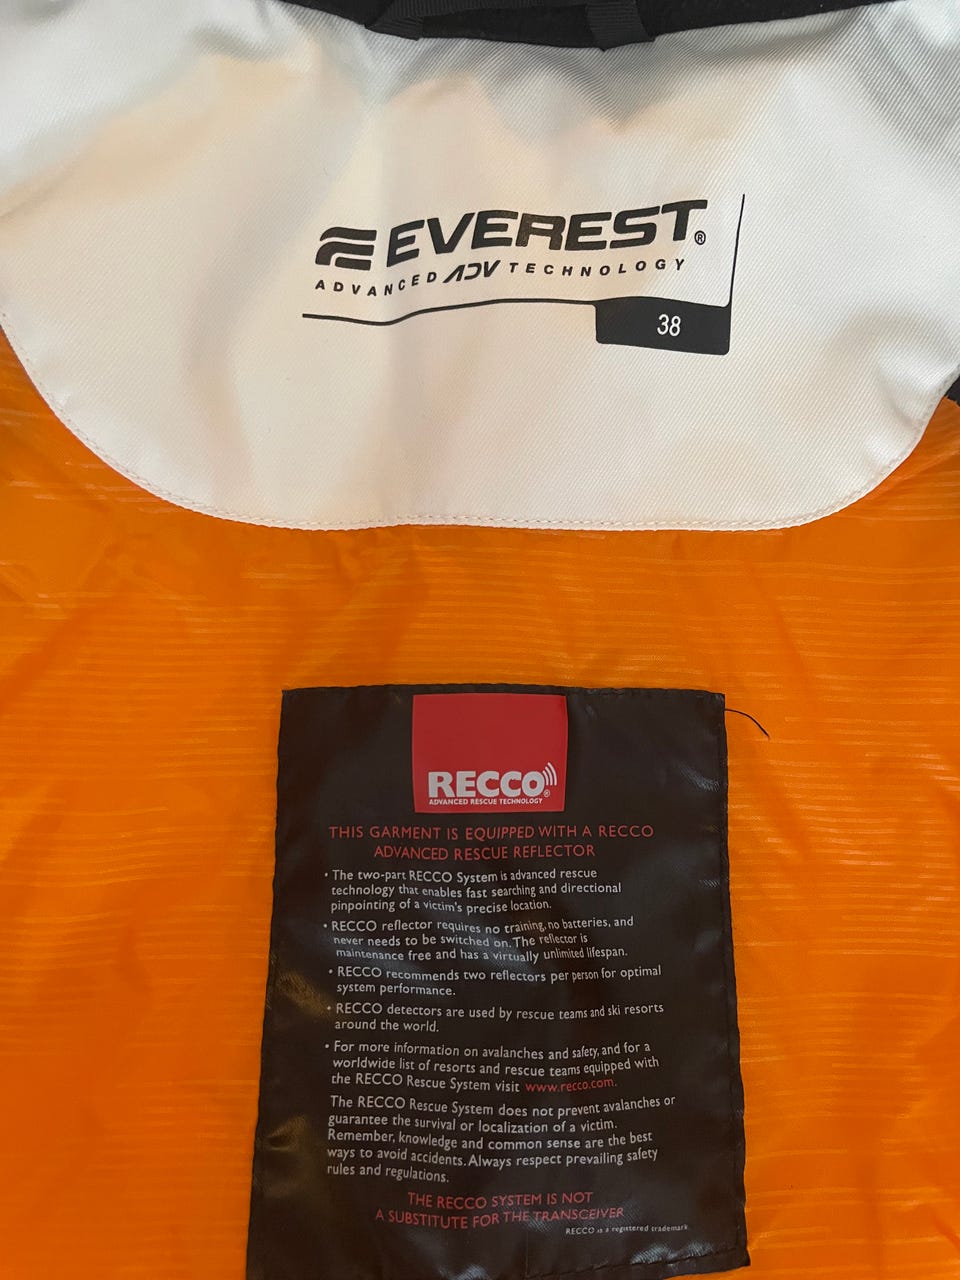 EVEREST®
ADVANCED ADV TECHNOLOGY
38
RECCO®
ADVANCED RESCUE TECHNOLOGY
THIS GARMENT IS EQUIPPED WITH A RECCO
ADVANCED RESCUE REFLECTOR
• The two-part RECCO System is advanced rescue
technology that enables fast searching and directional
pinpointing of a victim's precise location.
• RECCO reflector requires no training, no batteries, and
never needs to be switched on. The reflector is
maintenance free and has a virtually unlimited lifespan.
• RECCO recommends two reflectors per person for optimal
system performance.
• RECCO detectors are used by rescue teams and ski resorts
around the world.
• For more information on avalanches and safety, and for a
worldwide list of resorts and rescue teams equipped with
the RECCO Rescue System visit www.recco.com.
The RECCO Rescue System does not prevent avalanches or
guarantee the survival or localization of a victim.
Remember, knowledge and common sense are the best
ways to avoid accidents. Always respect prevailing safety
rules and regulations.
THE RECCO SYSTEM IS NOT
A SUBSTITUTE FOR THE TRANSCEIVER
RECCO is a registered trademark